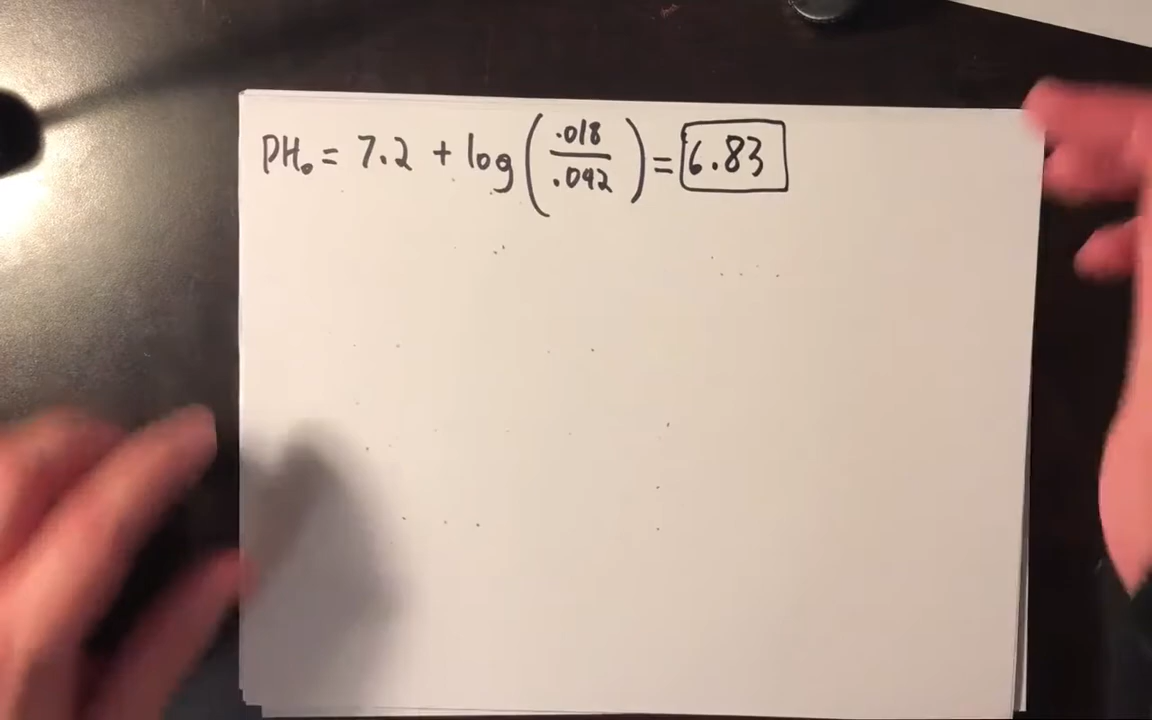 PH₀ = 7.2 + log(.018/.042) = 6.83